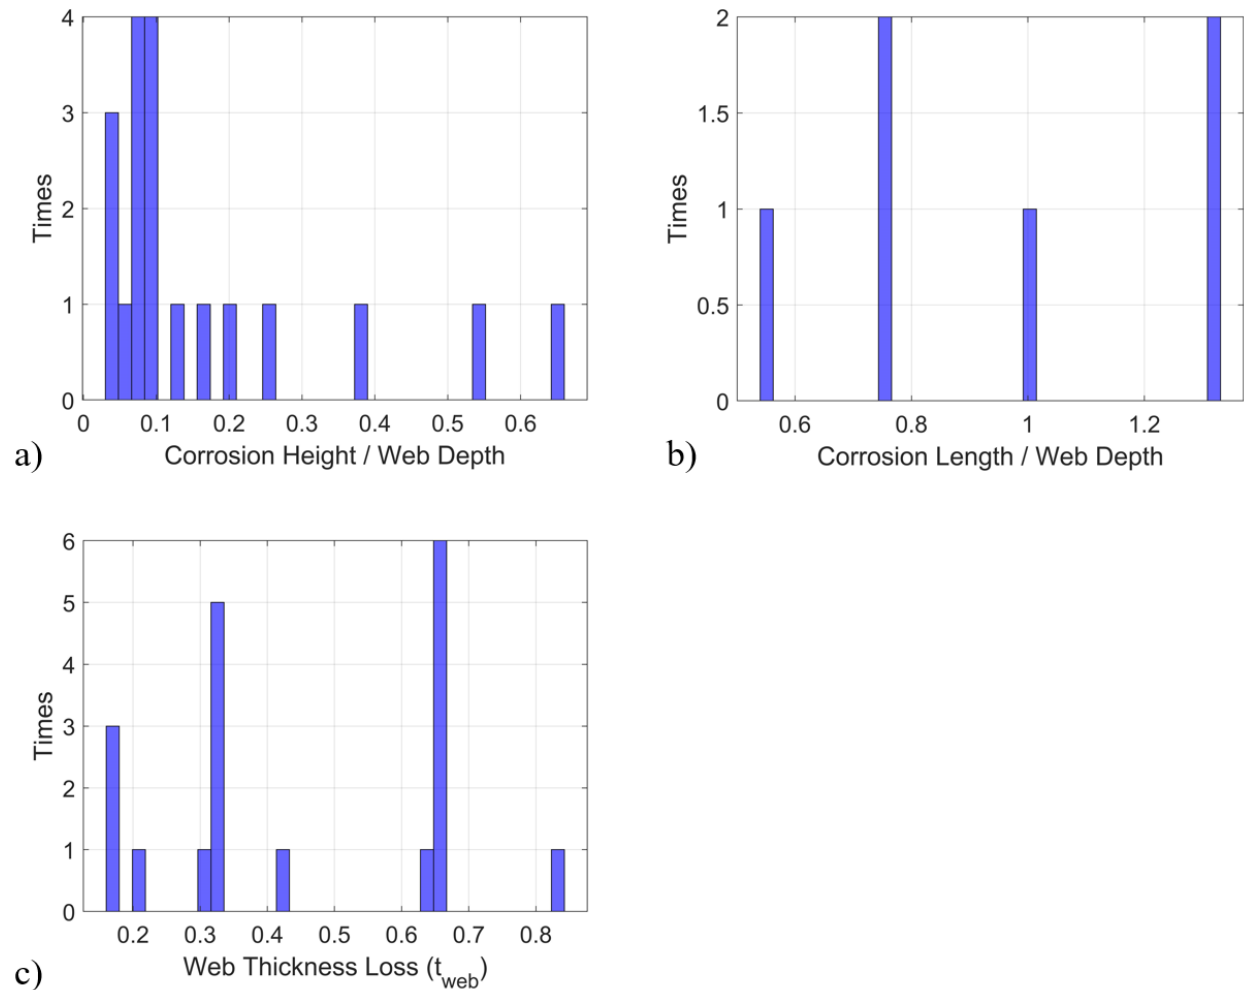 4
3
2
1
0
Times
0 0.1 0.2 0.3 0.4 0.5 0.6
Corrosion Height / Web Depth
a)
2
1.5
1
0.5
0
Times
0.6 0.8 1 1.2
Corrosion Length / Web Depth
b)
6
5
4
3
2
1
0
Times
0.2 0.3 0.4 0.5 0.6 0.7 0.8
Web Thickness Loss (t_web)
c)